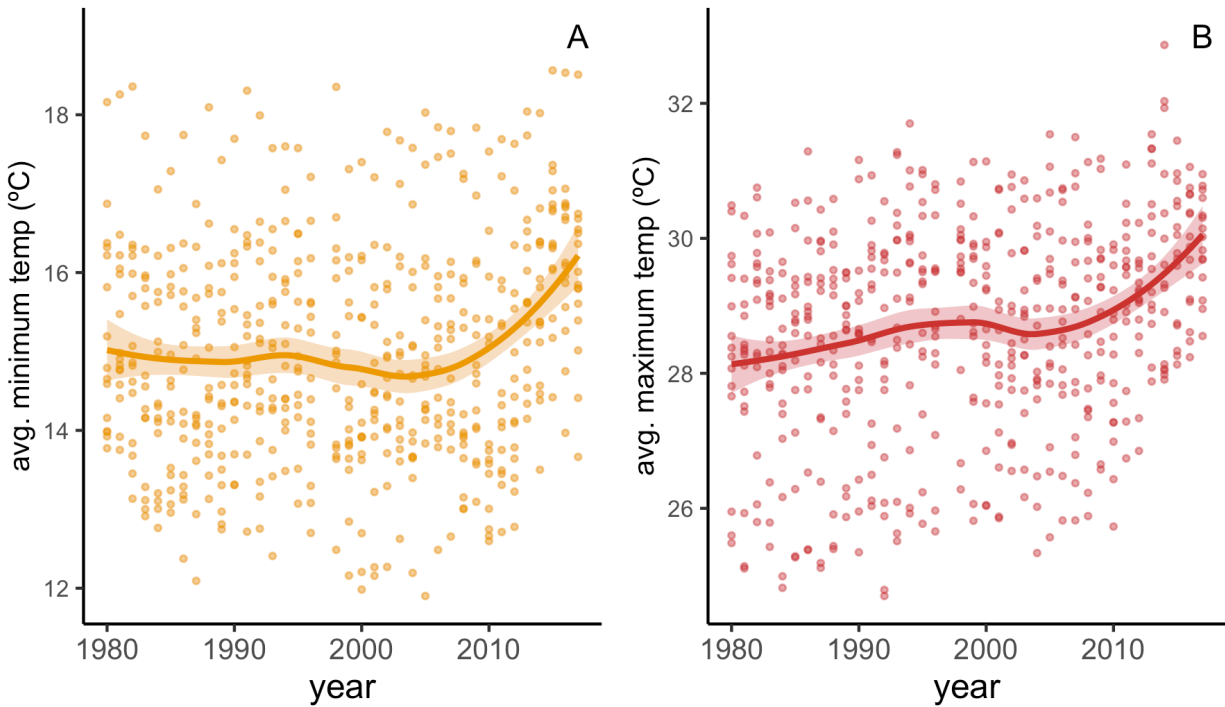 A
avg. minimum temp (ºC)
18
16
14
12
1980 1990 2000 2010
year
B
avg. maximum temp (ºC)
32
30
28
26
1980 1990 2000 2010
year